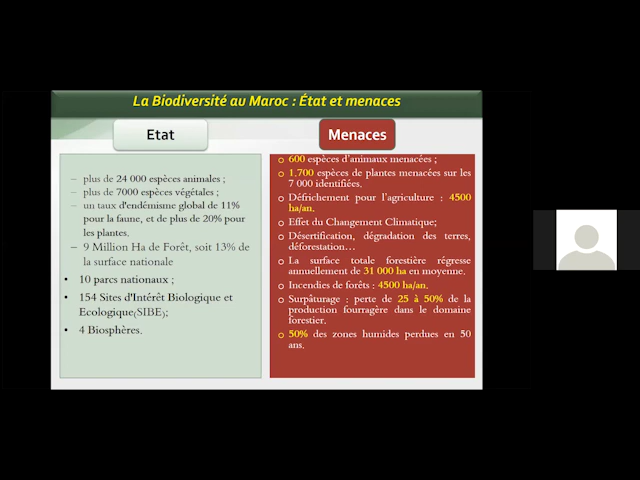 La Biodiversité au Maroc : État et menaces
Etat
– plus de 24 000 espèces animales ;
– plus de 7000 espèces végétales ;
– un taux d'endémisme global de 11%
pour la faune, et de plus de 20% pour
les plantes.
– 9 Million Ha de Forêt, soit 13% de
la surface nationale
• 10 parcs nationaux ;
• 154 Sites d'Intérêt Biologique et
Ecologique(SIBE);
• 4 Biosphères.
Menaces
o 600 espèces d'animaux menacées ;
o 1.700 espèces de plantes menacées sur les
7 000 identifiées.
o Défrichement pour l'agriculture : 4500
ha/an.
o Effet du Changement Climatique;
o Désertification, dégradation des terres,
déforestation…
o La surface totale forestière régresse
annuellement de 31 000 ha en moyenne.
o Incendies de forêts : 4500 ha/an.
o Surpâturage : perte de 25 à 50% de la
production fourragère dans le domaine
forestier.
o 50% des zones humides perdues en 50
ans.